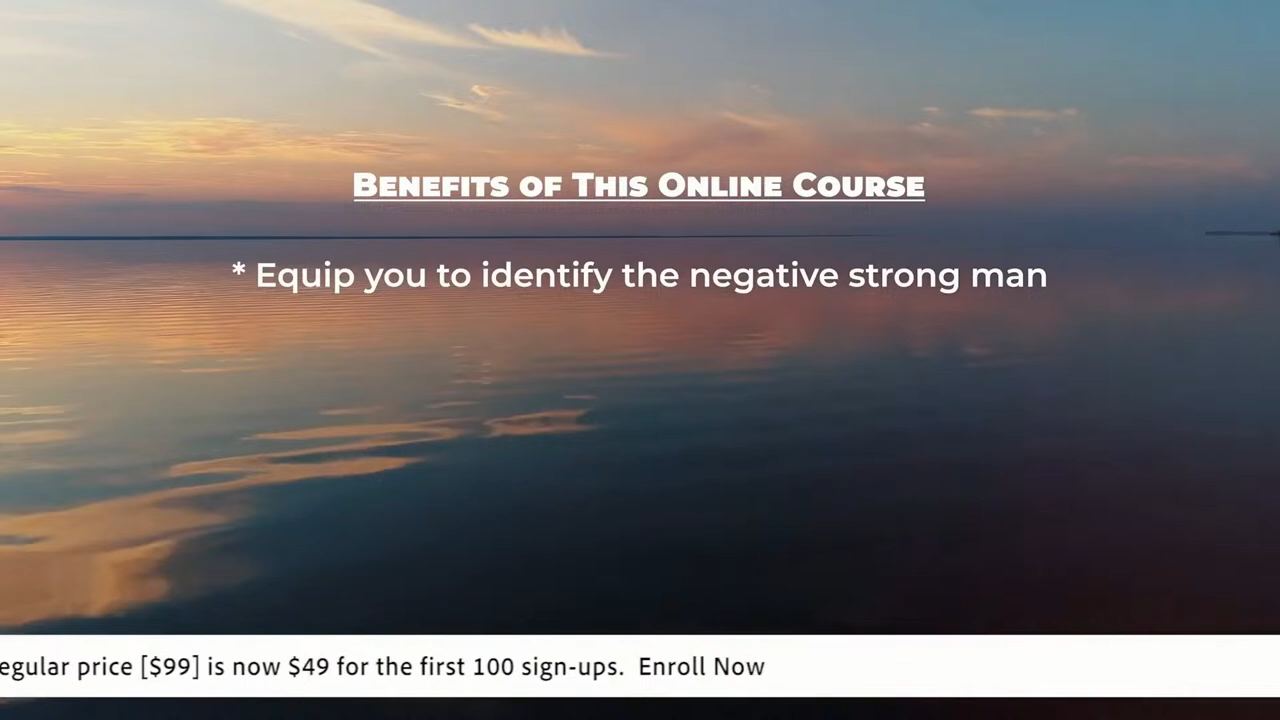 Benefits of This Online Course
* Equip you to identify the negative strong man
egular price [$99] is now $49 for the first 100 sign-ups.  Enroll Now